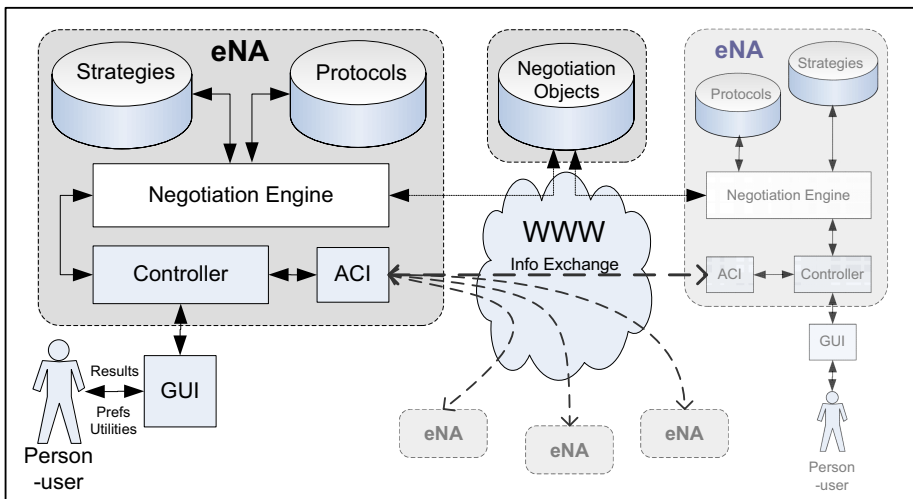 eNA
Strategies
Protocols
Negotiation Engine
Controller
ACI
GUI
Results
Prefs
Utilities
Person
-user
Negotiation
Objects
WWW
Info Exchange
eNA
eNA
eNA
eNA
Strategies
Protocols
Negotiation Engine
ACI
Controller
GUI
Person
-user